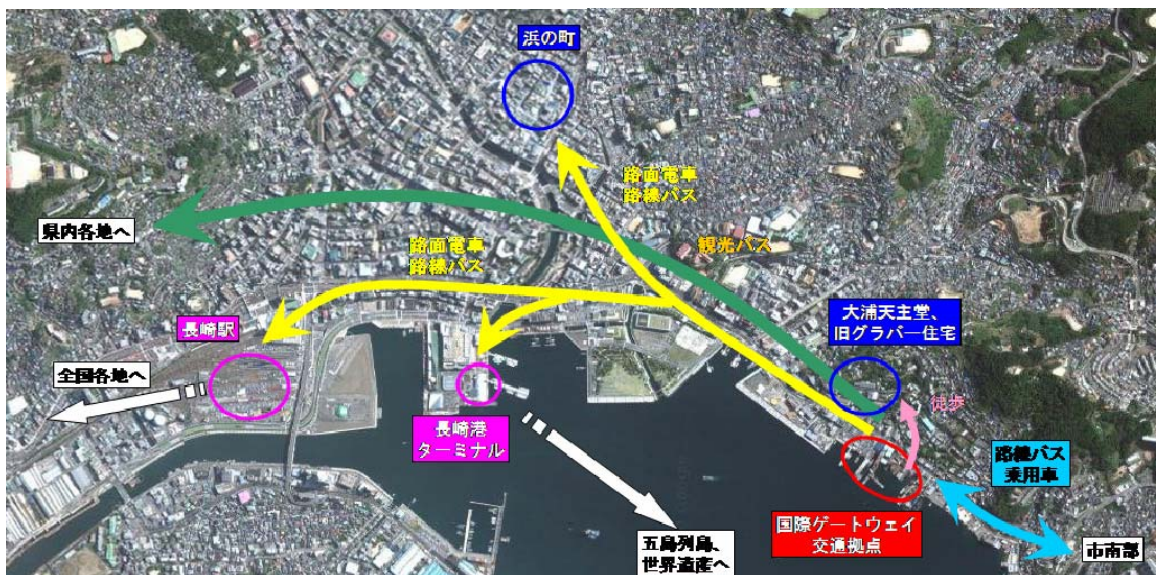 浜の町
路面電車
路線バス
県内各地へ
路面電車
路線バス
観光バス
長崎駅
大浦天主堂、
旧グラバー住宅
全国各地へ
徒歩
長崎港
ターミナル
路線バス
乗用車
国際ゲートウェイ
交通拠点
五島列島、
世界遺産へ
市南部